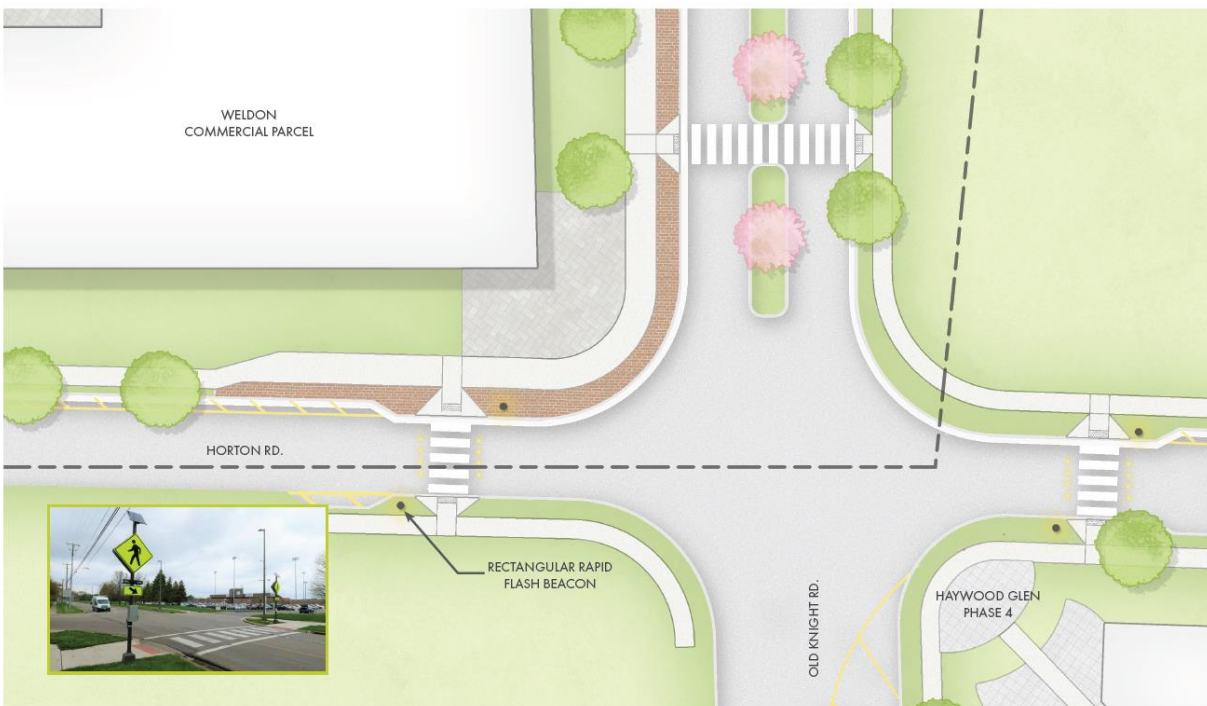 WELDON
COMMERCIAL PARCEL
HORTON RD.
RECTANGULAR RAPID
FLASH BEACON
OLD KNIGHT RD.
HAYWOOD GLEN
PHASE 4